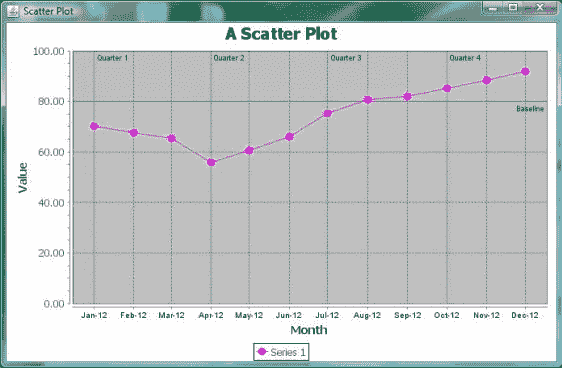 Scatter Plot
A Scatter Plot
100.00
Quarter 1
Quarter 2
Quarter 3
Quarter 4
80.00
Baseline
60.00
40.00
20.00
0.00
Value
Jan-12 Feb-12 Mar-12 Apr-12 May-12 Jun-12 Jul-12 Aug-12 Sep-12 Oct-12 Nov-12 Dec-12
Month
Series 1